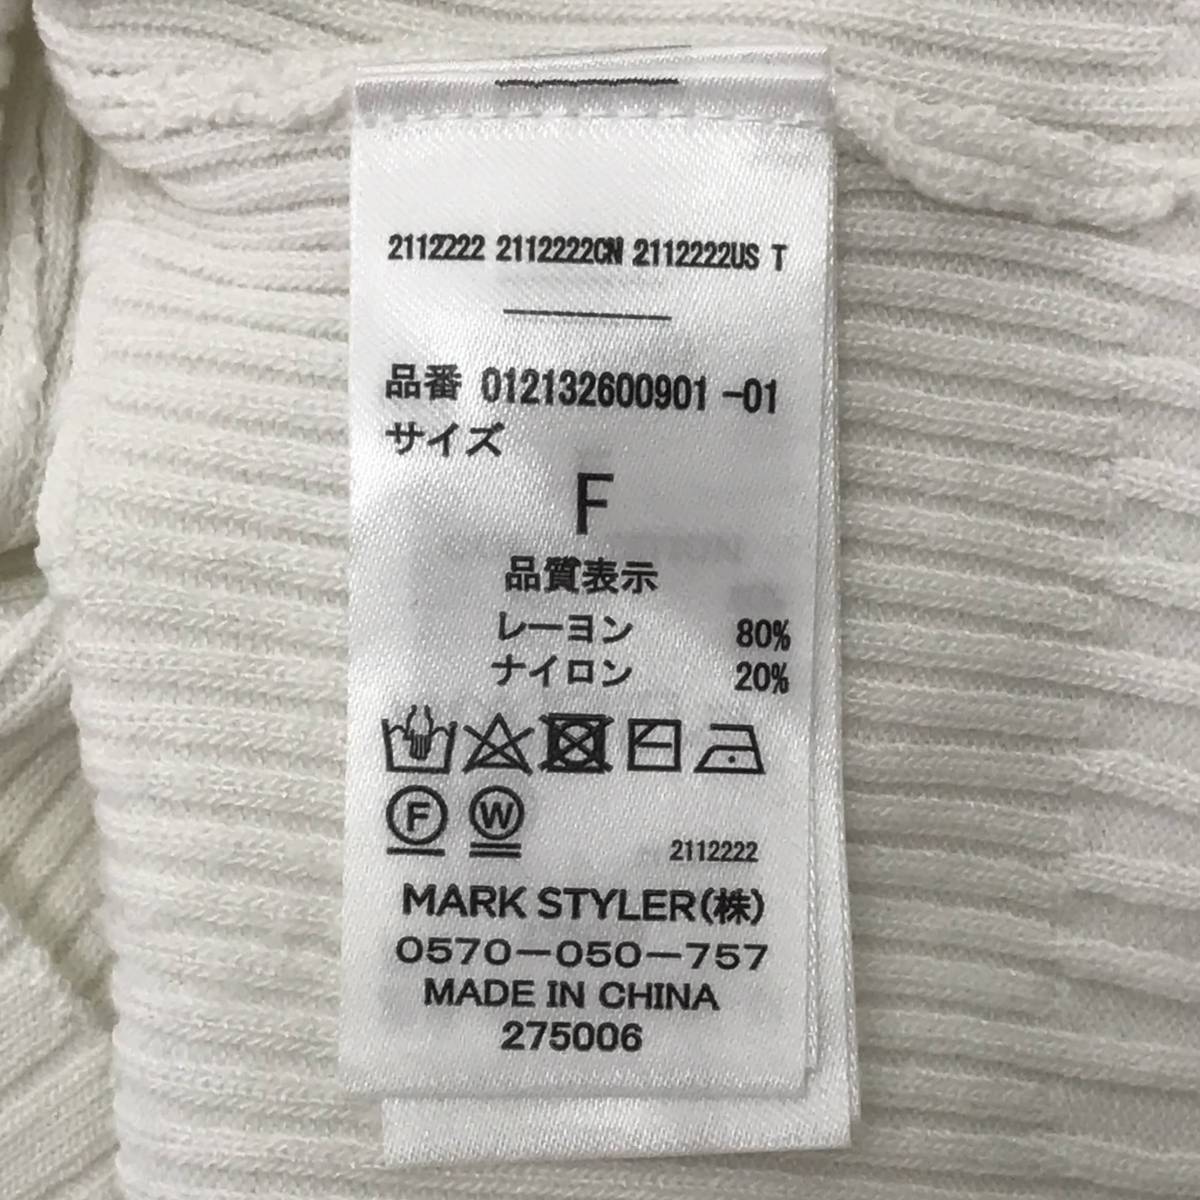 2112222 2112222CN 2112222US T
品番 012132600901 -01
サイズ
F
品質表示
レーヨン 80%
ナイロン 20%
F W
2112222
MARK STYLER(株)
0570-050-757
MADE IN CHINA
275006